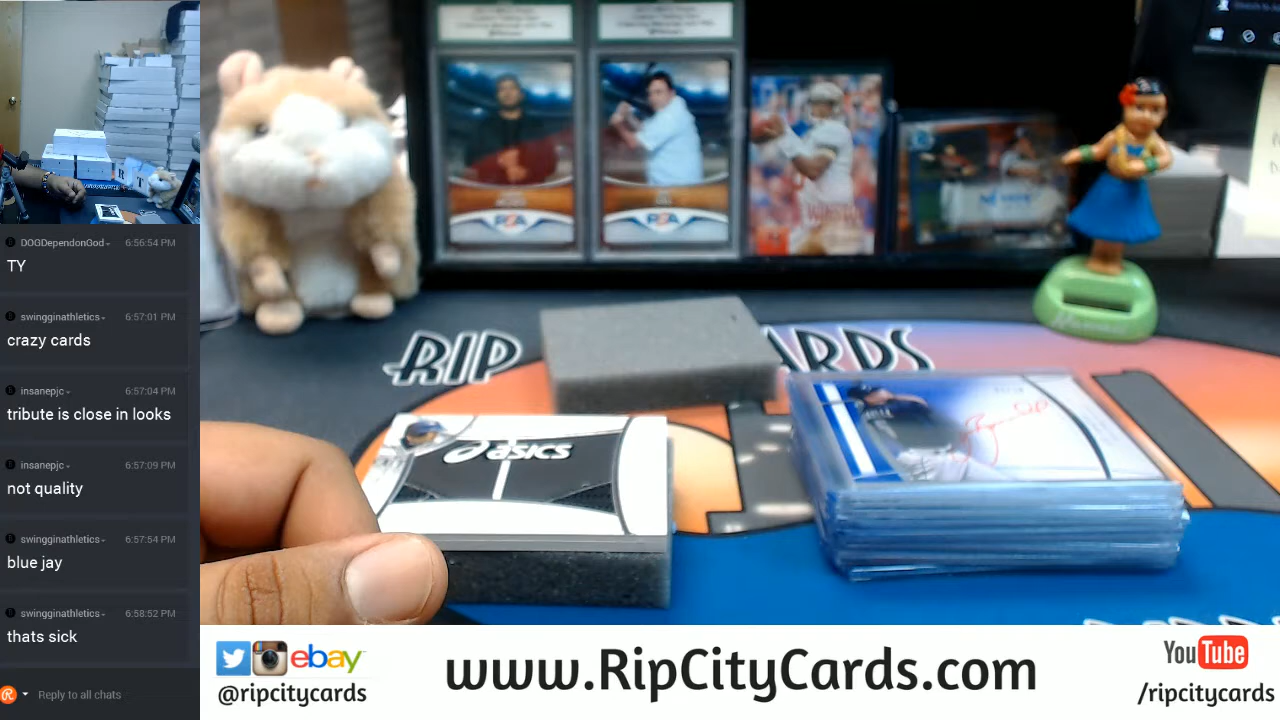 DOGDependonGod 6:56:54 PM
TY
swingginathletics 6:57:01 PM
crazy cards
insanepjc 6:57:04 PM
tribute is close in looks
insanepjc 6:57:09 PM
not quality
swingginathletics 6:57:54 PM
blue jay
swingginathletics 6:58:52 PM
thats sick
Reply to all chats
RIP
ARDS
asics
ebay
@ripcitycards
www.RipCityCards.com
YouTube
/ripcitycards